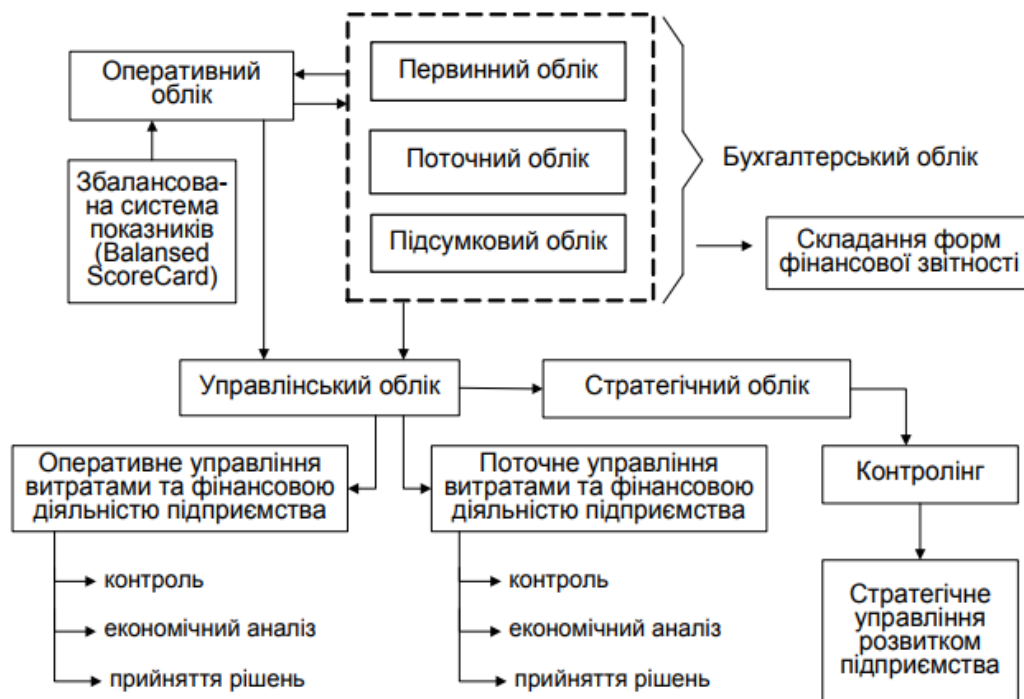 Оперативний
облік
Первинний облік
Поточний облік
Підсумковий облік
Бухгалтерський облік
Збалансова-
на система
показників
(Balansed
ScoreCard)
Складання форм
фінансової звітності
Управлінський облік
Стратегічний облік
Оперативне управління
витратами та фінансовою
діяльністю підприємства
Поточне управління
витратами та фінансовою
діяльністю підприємства
Контролінг
контроль
економічний аналіз
прийняття рішень
контроль
економічний аналіз
прийняття рішень
Стратегічне
управління
розвитком
підприємства